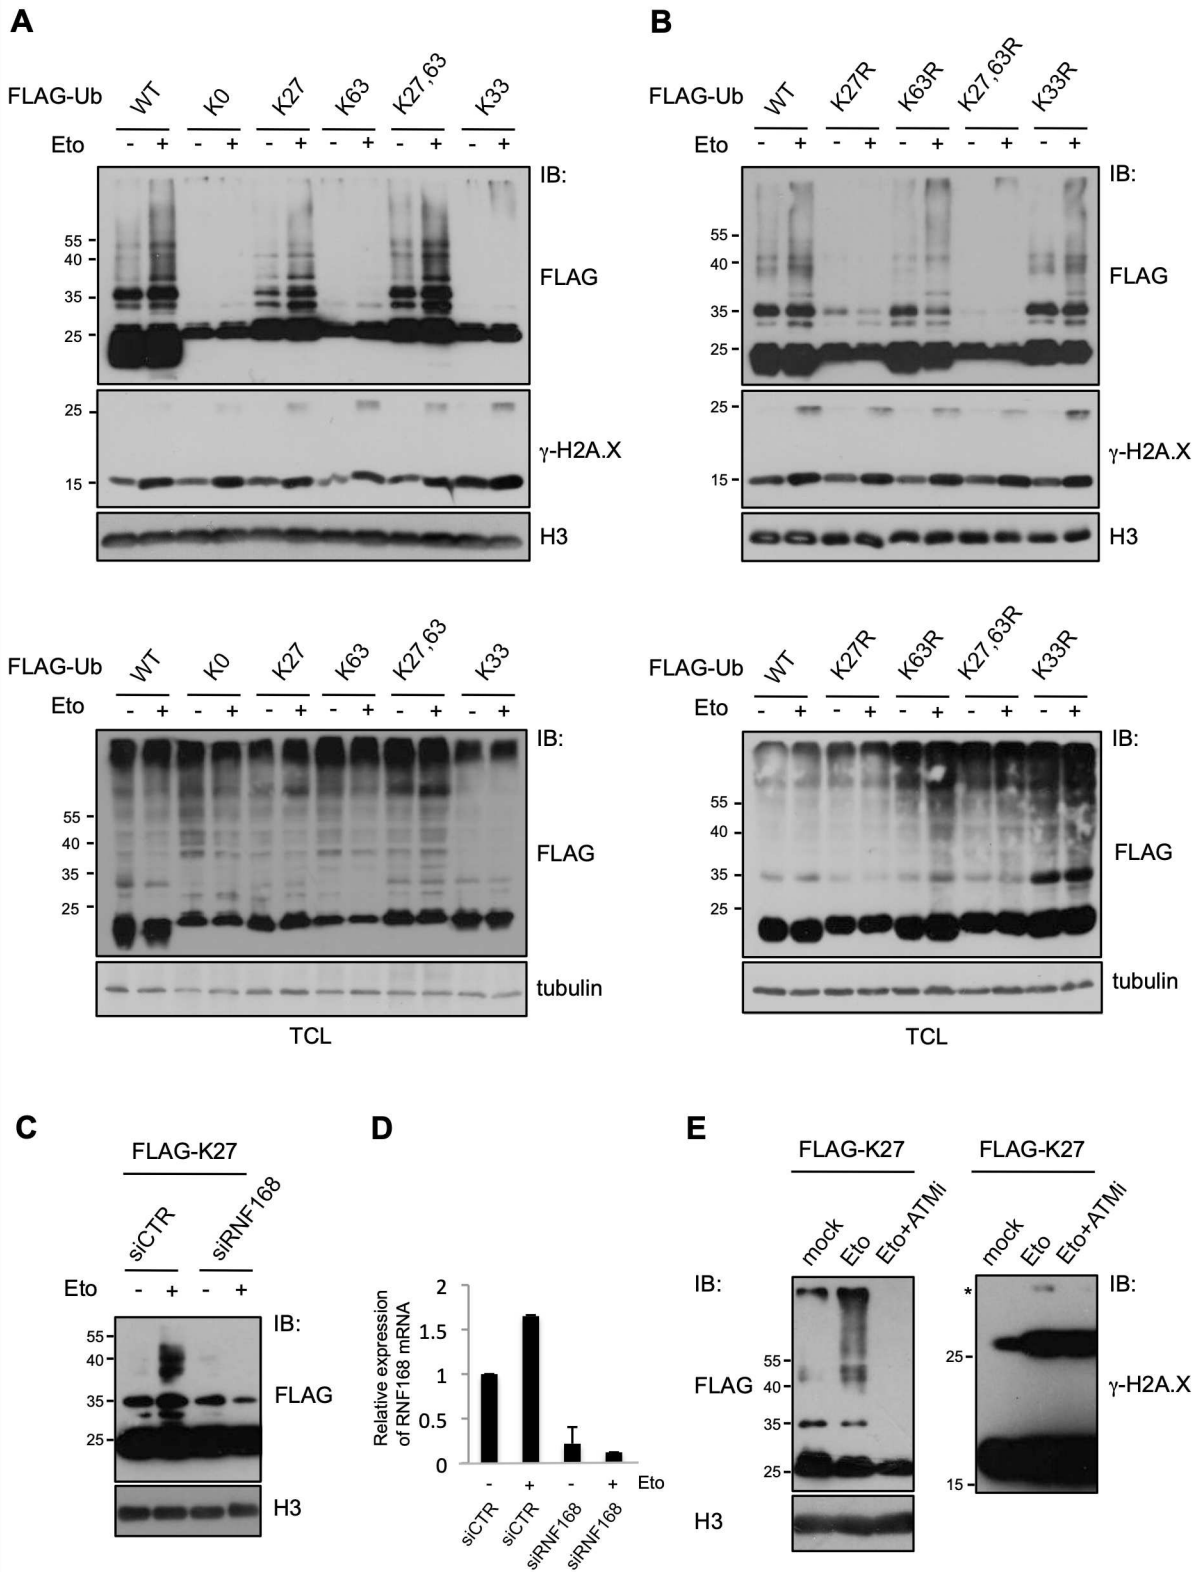 A
FLAG-Ub WT K0 K27 K63 K27,63 K33
Eto - + - + - + - + - + - +
IB:
55
40
35
25
FLAG
25
15
γ-H2A.X
H3
FLAG-Ub WT K0 K27 K63 K27,63 K33
Eto - + - + - + - + - + - +
IB:
55
40
35
25
FLAG
tubulin
TCL
B
FLAG-Ub WT K27R K63R K27,63R K33R
Eto - + - + - + - + - +
IB:
55
40
35
25
FLAG
25
15
γ-H2A.X
H3
FLAG-Ub WT K27R K63R K27,63R K33R
Eto - + - + - + - + - +
IB:
55
40
35
25
FLAG
tubulin
TCL
C
FLAG-K27
siCTR siRNF168
Eto - + - +
IB:
55
40
35
25
FLAG
H3
D
Relative expression
of RNF168 mRNA
2
1.5
1
0.5
0
- + - + Eto
siCTR siCTR siRNF168 siRNF168
E
FLAG-K27
mock Eto Eto+ATMi
IB:
FLAG
55
40
35
25
H3
FLAG-K27
mock Eto Eto+ATMi
IB:
*
25
15
γ-H2A.X